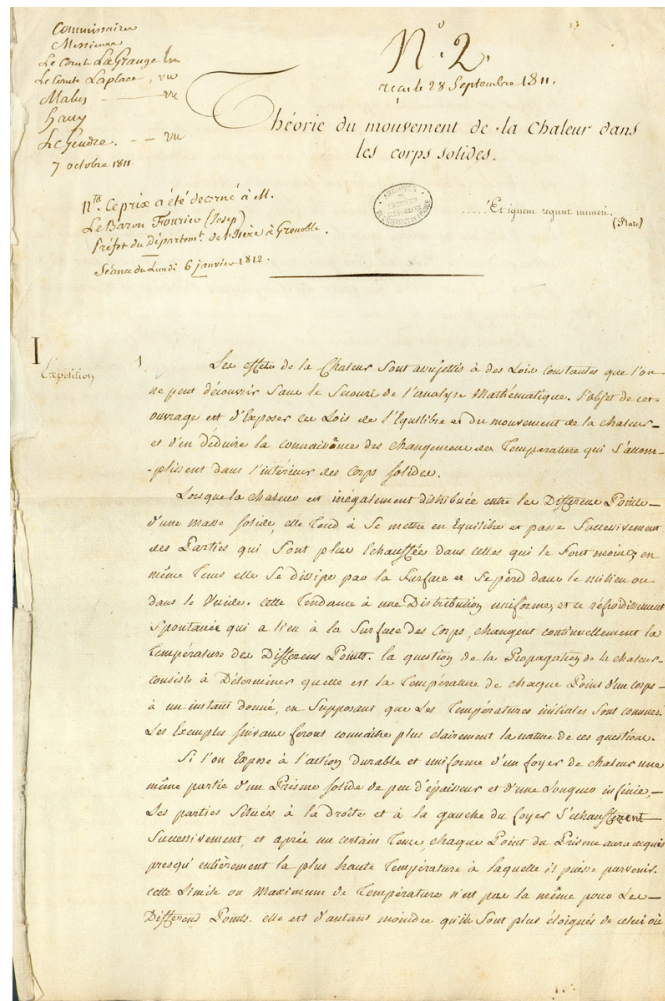 Commissaires
Messieurs
Le Comte LaGrange vu
Le Comte Laplace, vu
Malus — vu
hauy
LeGendre. — vu
7 octobre 1811
N.º 2.
reçu le 28 Septembre 1811.
Théorie du mouvement de la Chaleur dans
les corps solides.
N.ta Ce prix a été decerné à M.
Le Baron Fourier (Josep)
Préfet du Départem.t de l'Isère à Grenoble.
Séance du Lundi 6 janvier 1812.
ARCHIVES
..... Et ignem regunt numeri.
(Plato)
I
Exposition
1
Les effets de la Chaleur sont assujettis à des Lois constantes que l'on
ne peut découvrir sans le Secours de l'analyse Mathématique. l'objet de cet
ouvrage est d'Exposer ces Lois de l'Equilibre et du mouvement de la chaleur
et d'en déduire la connaissance des changemens de Température qui s'accom-
-plissent dans l'intérieur des Corps Solides.
Lorsque la chaleur est inégalement distribuée entre les Différens Points
d'une masse solide, elle Tend à Se mettre en Equilibre et passe Successivement
des Parties qui Sont plus Echauffées dans celles qui le Sont moins, en
même Tems elle Se dissipe par la Surface et Se perd dans le milieu ou
dans le Vuide. cette Tendance à une Distribution uniforme, et ce refroidissement
Spontanée qui a lieu à la Surface des Corps, changent continuellement la
Température des Différens Points. la question de la Propagation de la chaleur
consiste à Déterminer quelle est la Température de chaque Point d'un corps
à un instant donné, en Supposant que Les Températures initiales Sont connues.
Les Exemples suivans feront connaître plus clairement la nature de ces questions.
Si l'on Expose à l'action durable et uniforme d'un foyer de chaleur une
même partie d'un Prisme solide de peu d'épaisseur et d'une Longueur infinie,
Les parties Situées à la droite et à la gauche du foyer S'échauffent
Successivement, et après un certain Tems, chaque Point du Prisme aura acquis
presqu'entièrement la plus haute Température à laquelle il puisse parvenir.
cette Limite ou Maximum de Température n'est pas la même pour Les
Différens Points. elle est d'autant moindre qu'ils Sont plus éloignés de celui où